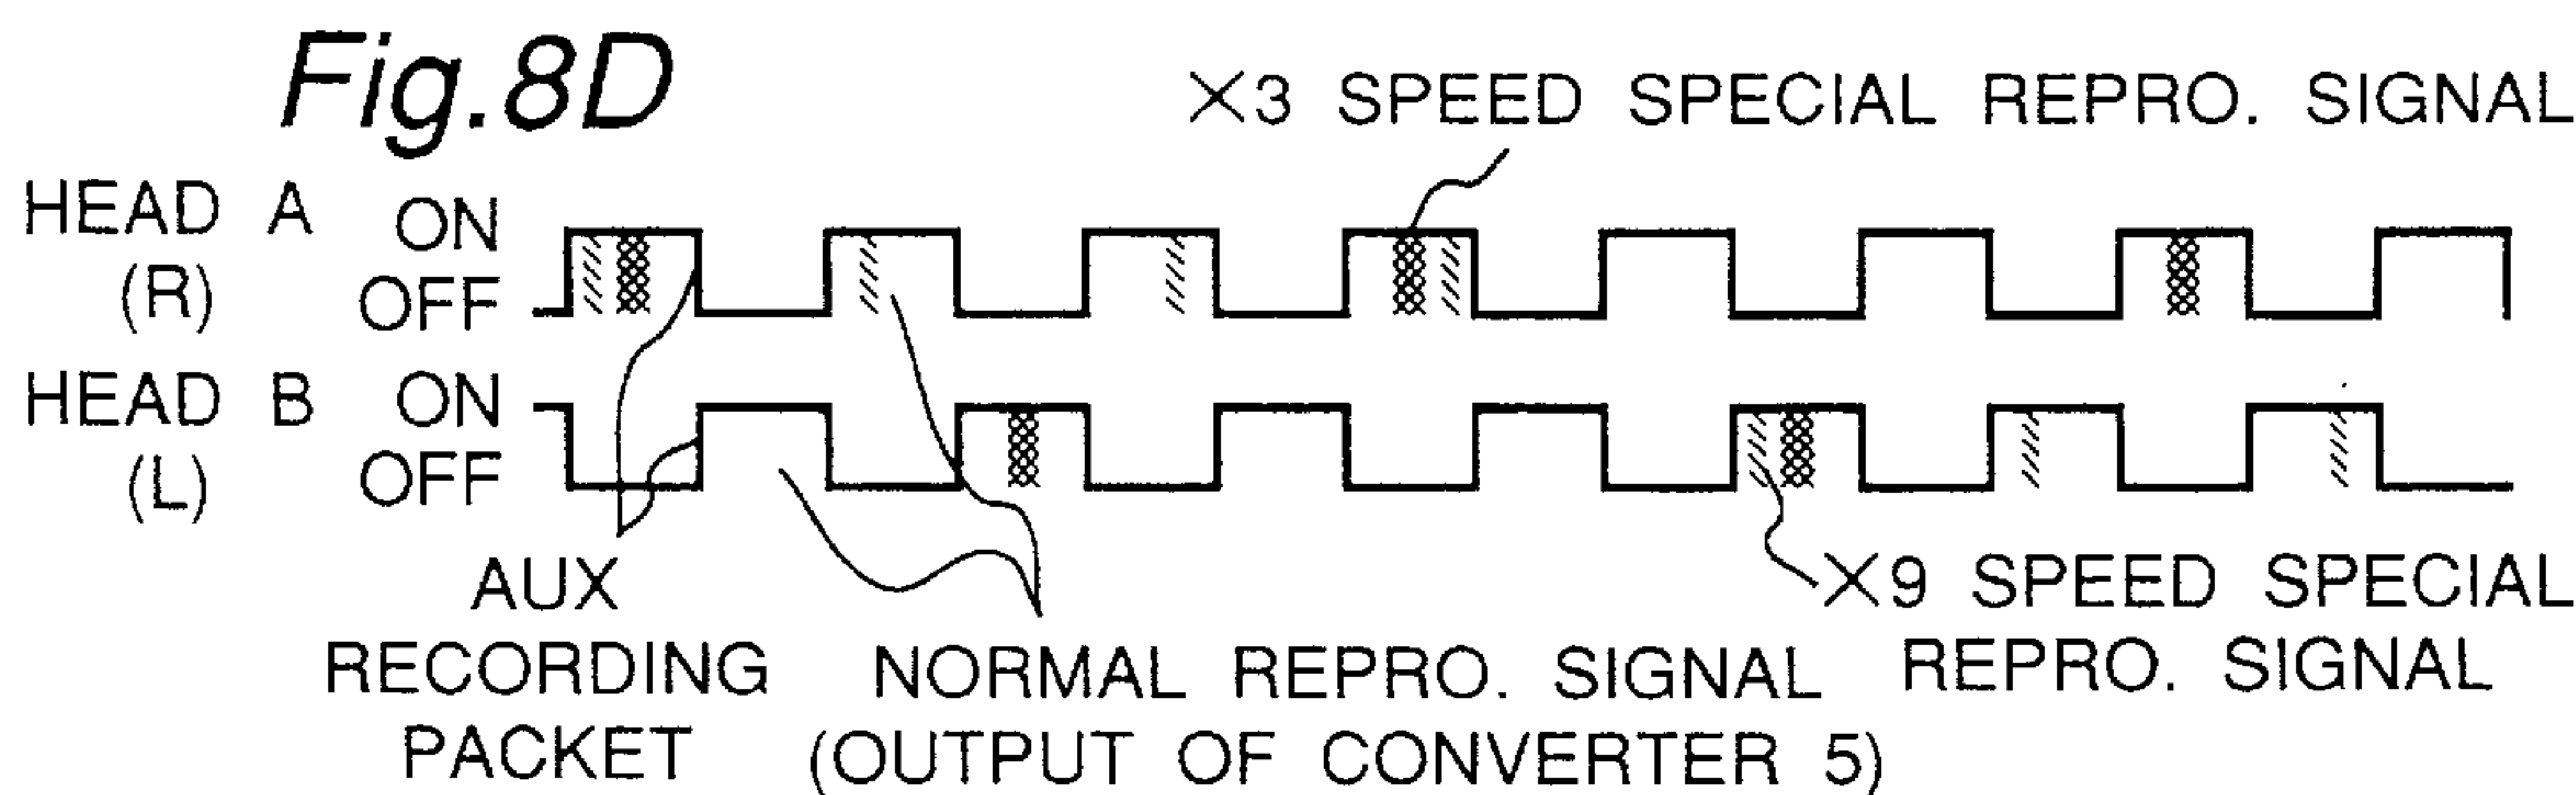 Fig.8D
×3 SPEED SPECIAL REPRO. SIGNAL
HEAD A ON
(R) OFF
HEAD B ON
(L) OFF
AUX
RECORDING
PACKET
NORMAL REPRO. SIGNAL
(OUTPUT OF CONVERTER 5)
×9 SPEED SPECIAL
REPRO. SIGNAL